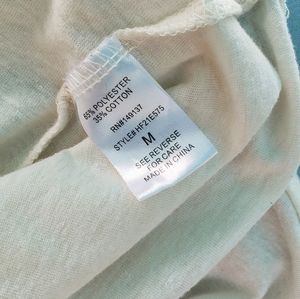 65% POLYESTER
35% COTTON
RN#149137
STYLE# HF21E575
M
SEE REVERSE
FOR CARE
MADE IN CHINA